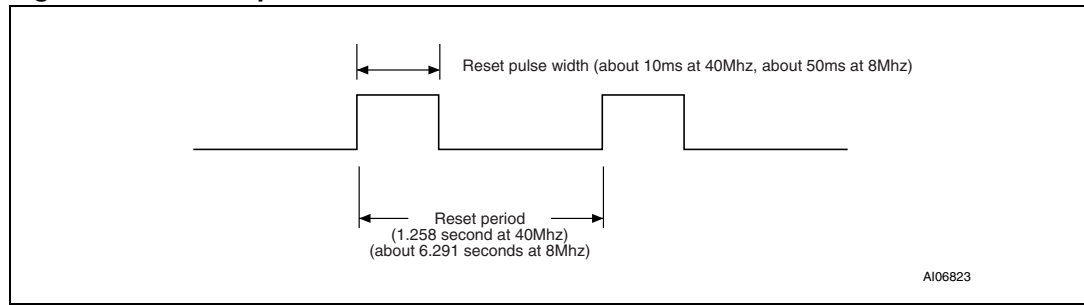 Reset pulse width (about 10ms at 40Mhz, about 50ms at 8Mhz)
Reset period
(1.258 second at 40Mhz)
(about 6.291 seconds at 8Mhz)
AI06823